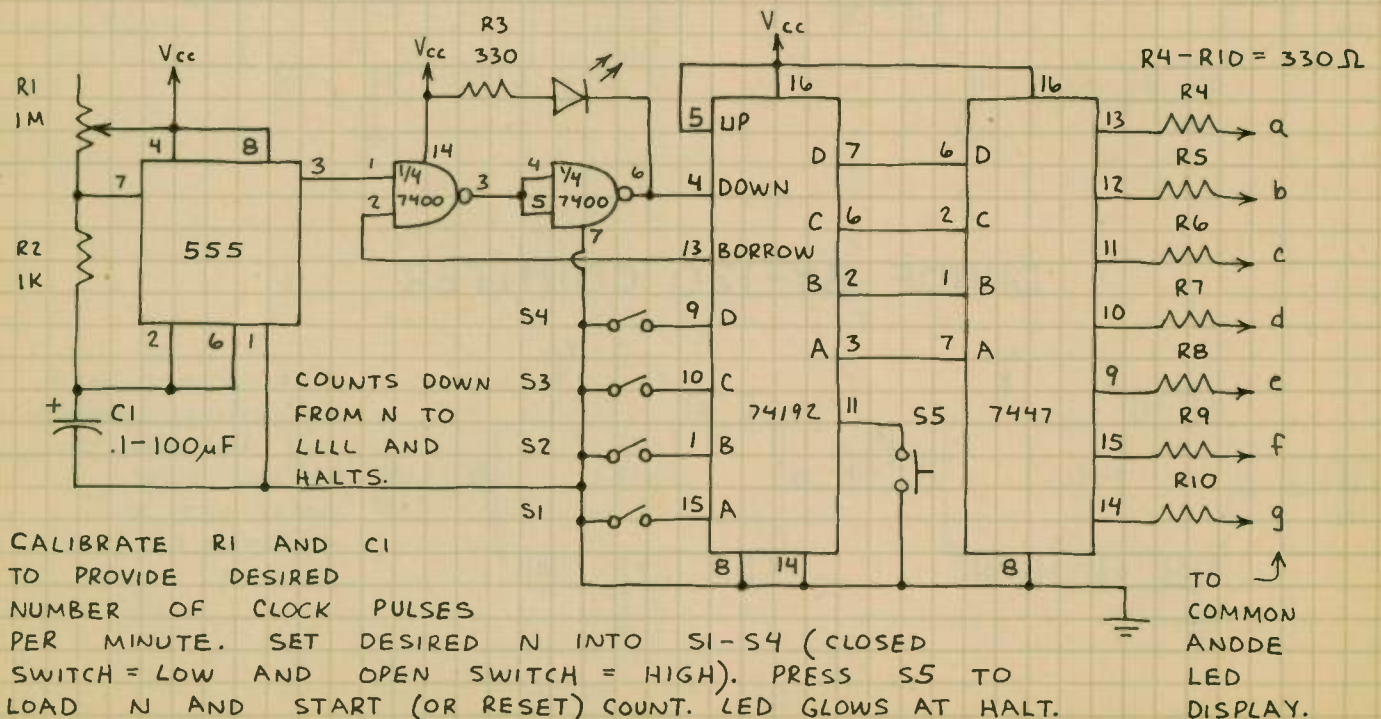 Vcc
R3
330
Vcc
Vcc
R4-R10 = 330Ω
R1
1M
4
8
7
3
555
2
6
1
R2
1K
+
C1
.1-100µF
14
1
2
1/4
7400
3
4
5
1/4
7400
6
7
16
5 UP
4 DOWN
13 BORROW
S4 9 D
S3 10 C
S2 1 B
S1 15 A
D 7
C 6
B 2
A 3
74192
11
S5
8
14
16
6 D
2 C
1 B
7 A
7447
8
13 R4 a
12 R5 b
11 R6 c
10 R7 d
9 R8 e
15 R9 f
14 R10 g
COUNTS DOWN
FROM N TO
LLLL AND
HALTS.
CALIBRATE R1 AND C1
TO PROVIDE DESIRED
NUMBER OF CLOCK PULSES
PER MINUTE. SET DESIRED N INTO S1-S4 (CLOSED
SWITCH = LOW AND OPEN SWITCH = HIGH). PRESS S5 TO
LOAD N AND START (OR RESET) COUNT. LED GLOWS AT HALT.
TO
COMMON
ANODE
LED
DISPLAY.